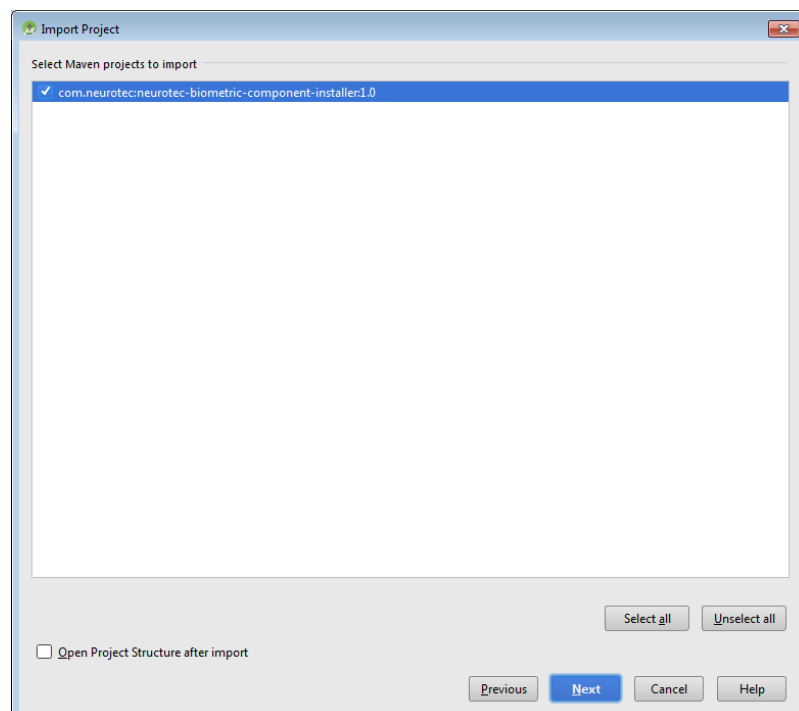 Import Project
Select Maven projects to import
com.neurotec:neurotec-biometric-component-installer:1.0
Select all
Unselect all
Open Project Structure after import
Previous
Next
Cancel
Help